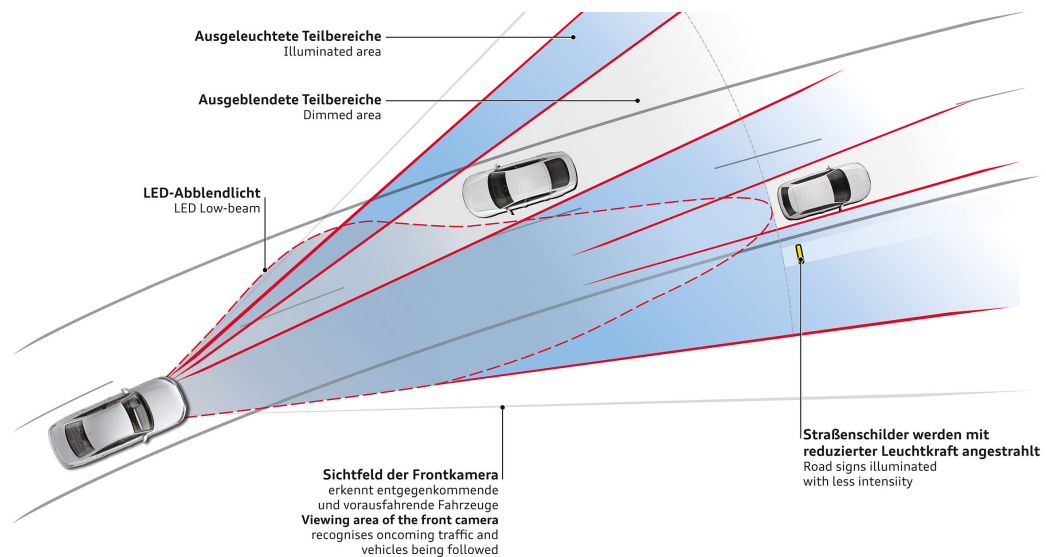 Ausgeleuchtete Teilbereiche
Illuminated area
Ausgeblendete Teilbereiche
Dimmed area
LED-Abblendlicht
LED Low-beam
Sichtfeld der Frontkamera
erkennt entgegenkommende
und vorausfahrende Fahrzeuge
Viewing area of the front camera
recognises oncoming traffic and
vehicles being followed
Straßenschilder werden mit
reduzierter Leuchtkraft angestrahlt
Road signs illuminated
with less intensiity